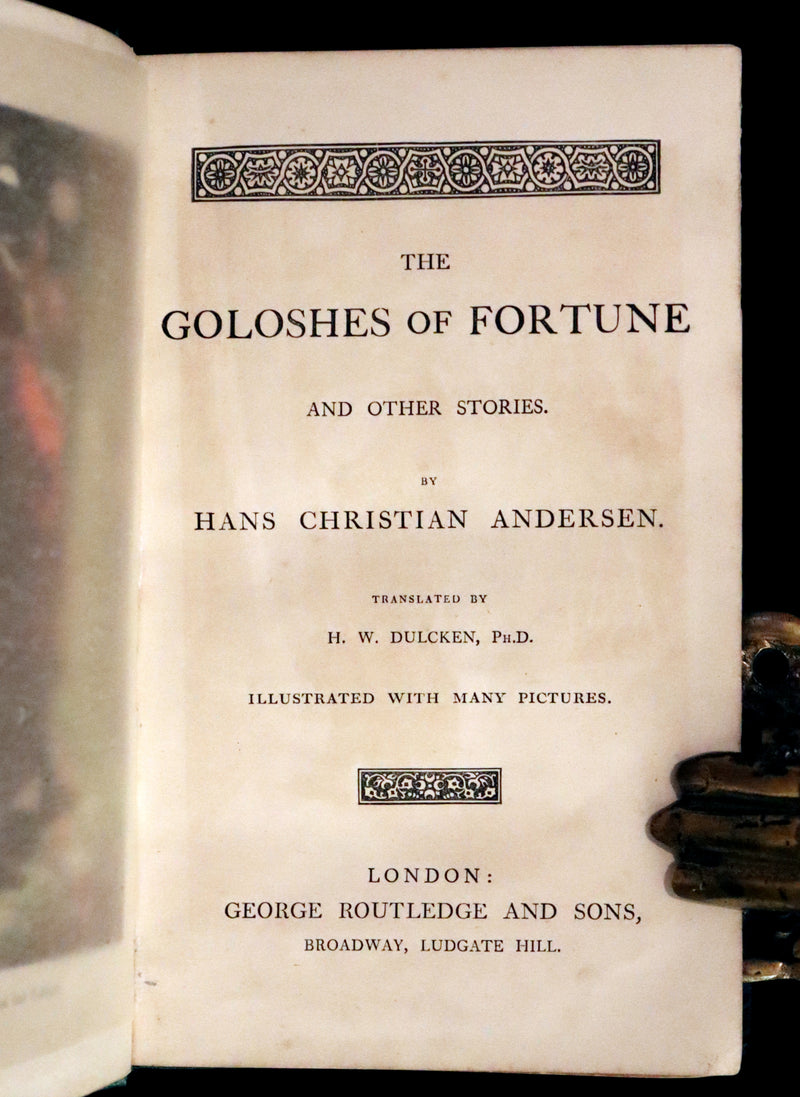 THE
GOLOSHES OF FORTUNE
AND OTHER STORIES.
BY
HANS CHRISTIAN ANDERSEN.
TRANSLATED BY
H. W. DULCKEN, PH.D.
ILLUSTRATED WITH MANY PICTURES.
LONDON:
GEORGE ROUTLEDGE AND SONS,
BROADWAY, LUDGATE HILL.